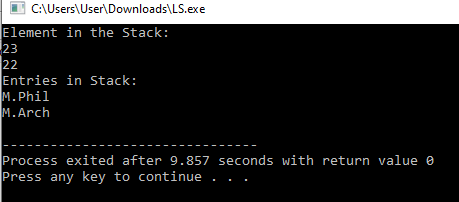 C:\Users\User\Downloads\LS.exe
Element in the Stack:
23
22
Entries in Stack:
M.Phil
M.Arch
--------------------------------
Process exited after 9.857 seconds with return value 0
Press any key to continue . . .